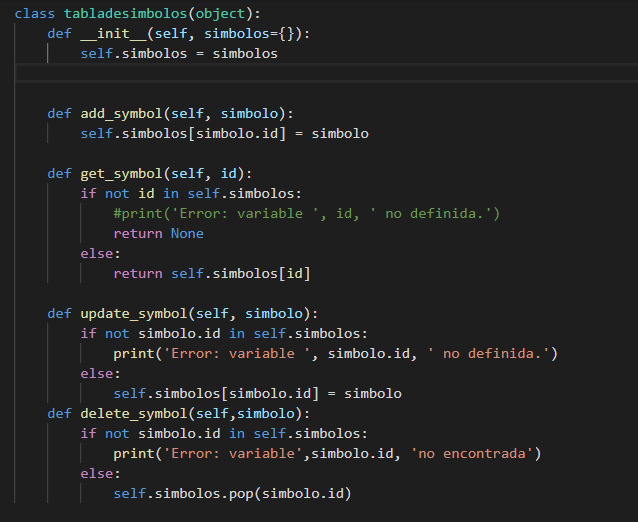 class tabladesimbolos(object):
    def __init__(self, simbolos={}):
        self.simbolos = simbolos
    def add_symbol(self, simbolo):
        self.simbolos[simbolo.id] = simbolo
    def get_symbol(self, id):
        if not id in self.simbolos:
            #print('Error: variable ', id, ' no definida.')
            return None
        else:
            return self.simbolos[id]
    def update_symbol(self, simbolo):
        if not simbolo.id in self.simbolos:
            print('Error: variable ', simbolo.id, ' no definida.')
        else:
            self.simbolos[simbolo.id] = simbolo
    def delete_symbol(self,simbolo):
        if not simbolo.id in self.simbolos:
            print('Error: variable',simbolo.id, 'no encontrada')
        else:
            self.simbolos.pop(simbolo.id)